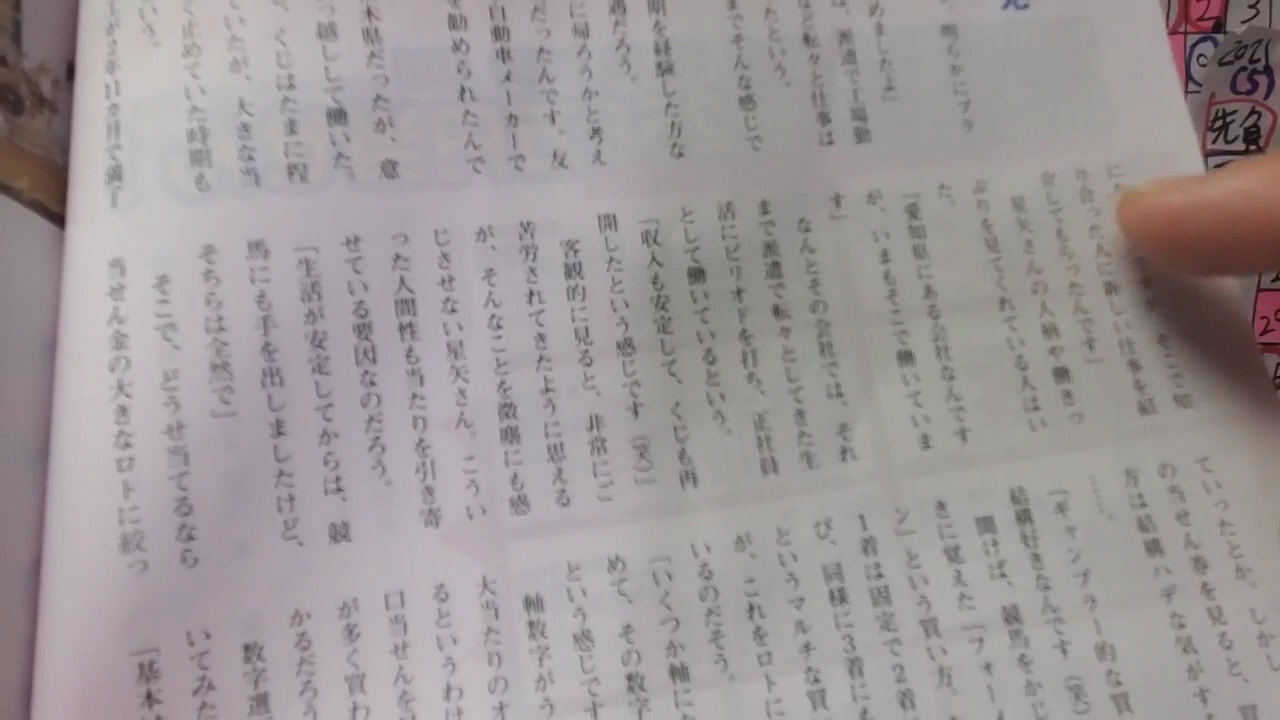 明らかにブラ
めましたよ」
は、派遣で工場勤
など転々と仕事は
たという。
までそんな感じで
期を経験した方な
過だろう。
に帰ろうかと考え
だったんです。友
自動車メーカーで
を勧められたんで
木県だったが、意
っ越しして働いた。
、くじはたまに程
ていたが、大きな当
て止めていた時期も
いう。
り合った人に新しい仕事を紹
介してもらったんです」
星矢さんの人柄や働きっ
ぷりを見てくれている人はい
た。
「愛知県にある会社なんです
が、いまもそこで働いていま
す」
なんとその会社では、それ
まで派遣で転々としてきた生
活にピリオドを打ち、正社員
として働いているという。
「収入も安定して、くじも再
開したという感じです(笑)」
客観的に見ると、非常にご
苦労されてきたように思える
が、そんなことを微塵にも感
じさせない星矢さん。こうい
った人間性も当たりを引き寄
せている要因なのだろう。
「生活が安定してからは、競
馬にも手を出しましたけど、
そちらは全然で」
そこで、どうせ当てるなら
当せん金の大きなロトに絞っ
ていったとか。しかし
の当せん券を見ると、買
方は結構ハデな気がす
……。
「ギャンブラー的な買
結構好きなんです(笑)
聞けば、競馬をかじ
きに覚えた「フォーメ
ン」という買い方。
1着は固定で2着
び、同様に3着にも
というマルチな買
が、これをロトに
いるのだそう。
「いくつか軸に
めて、その数字
という感じです
軸数字がう
大当たりのオ
るというわけ
口当せんを
が多く買わ
かるだろう
数字選
いてみた
「基本は
2
3
2021
(5)
先負